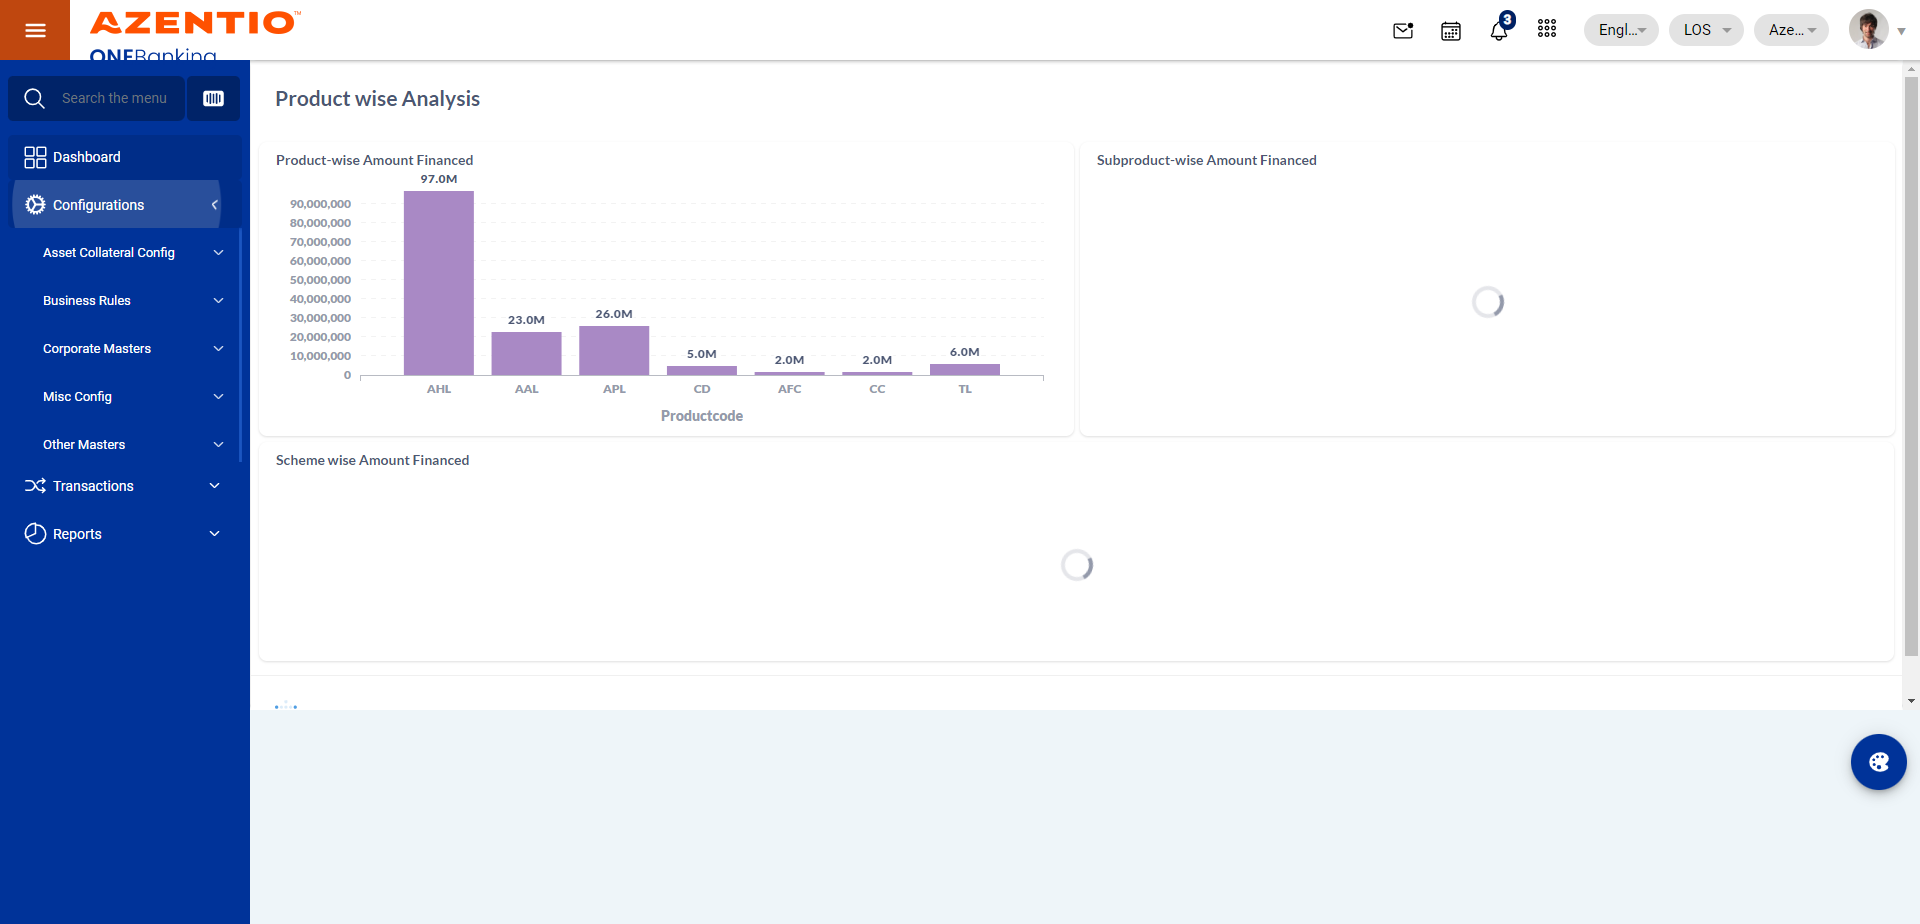 AZENTIO™
ONEBanking
3
Engl...
LOS
Aze...
Search the menu
Dashboard
Configurations
Asset Collateral Config
Business Rules
Corporate Masters
Misc Config
Other Masters
Transactions
Reports
Product wise Analysis
Product-wise Amount Financed
97.0M
90,000,000
80,000,000
70,000,000
60,000,000
50,000,000
40,000,000
30,000,000
20,000,000
10,000,000
0
23.0M
26.0M
5.0M
2.0M
2.0M
6.0M
AHL AAL APL CD AFC CC TL
Productcode
Subproduct-wise Amount Financed
Scheme wise Amount Financed